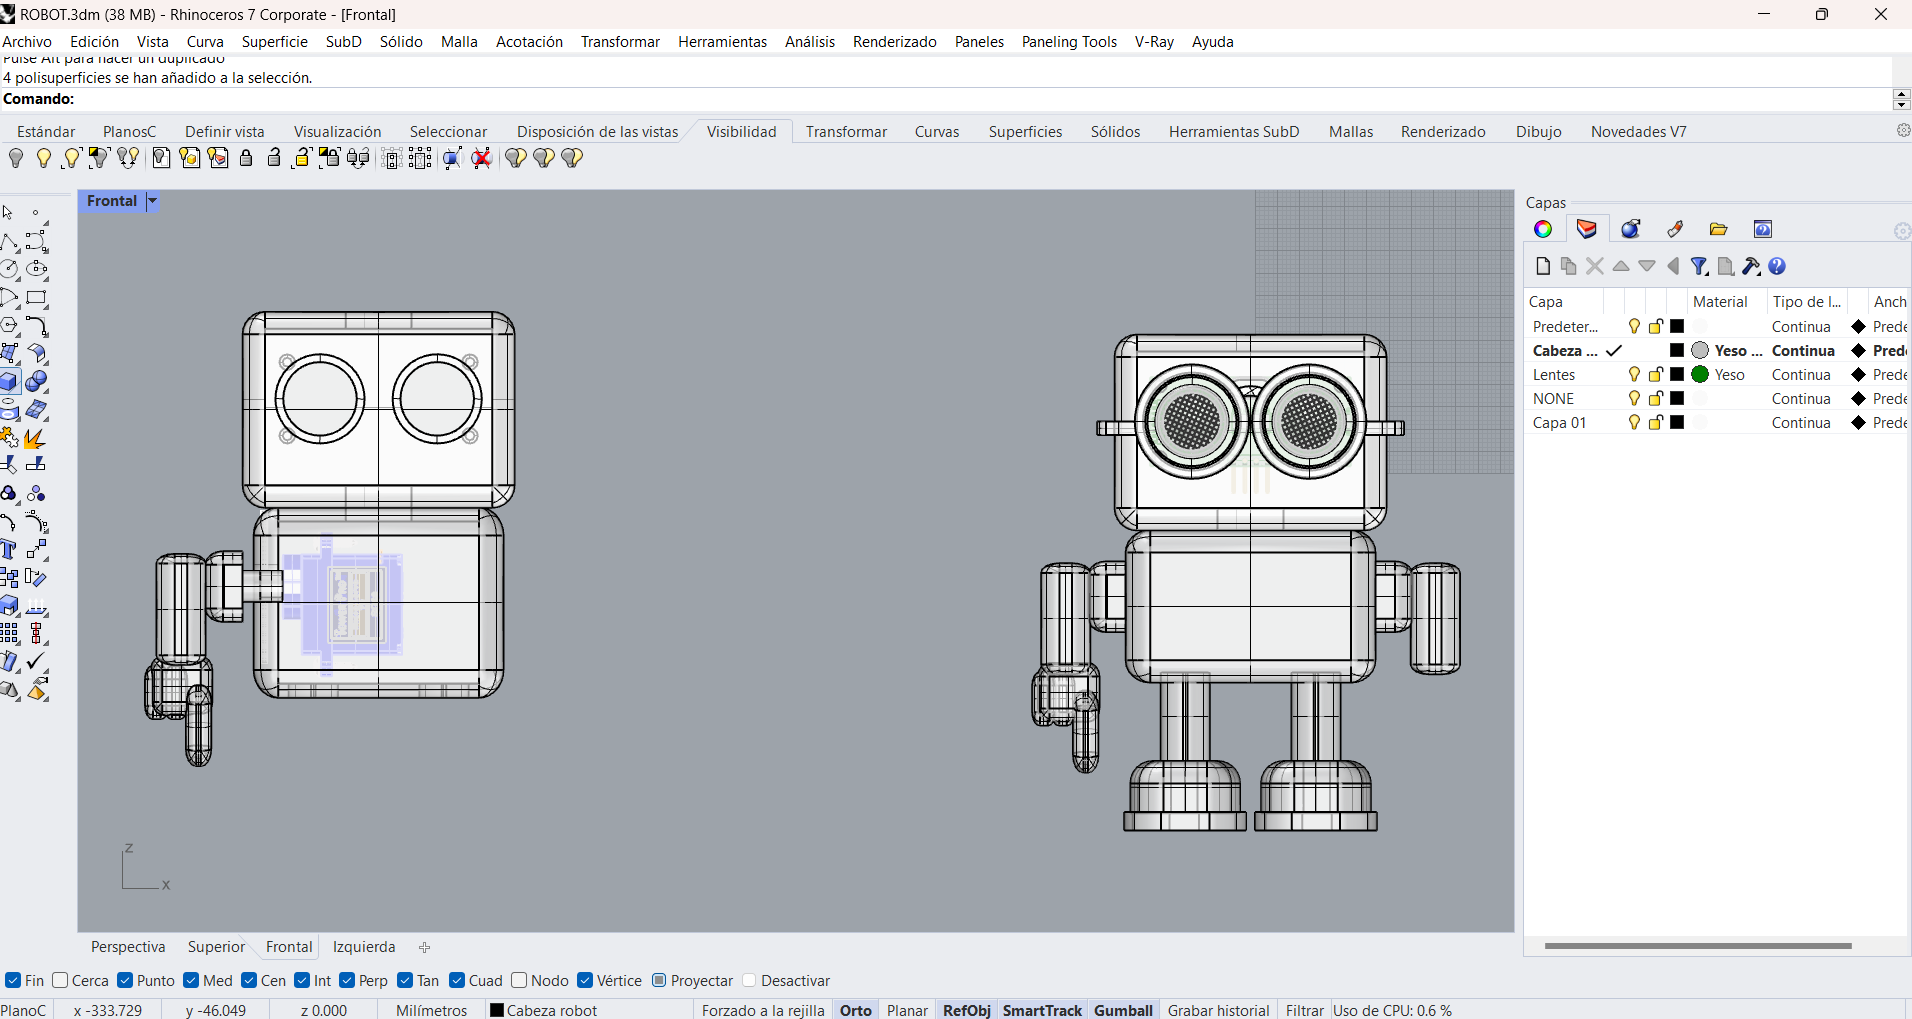 ROBOT.3dm (38 MB) - Rhinoceros 7 Corporate - [Frontal]
Archivo Edición Vista Curva Superficie SubD Sólido Malla Acotación Transformar Herramientas Análisis Renderizado Paneles Paneling Tools V-Ray Ayuda
Pulse Alt para hacer un duplicado
4 polisuperficies se han añadido a la selección.
Comando:
Estándar PlanosC Definir vista Visualización Seleccionar Disposición de las vistas Visibilidad Transformar Curvas Superficies Sólidos Herramientas SubD Mallas Renderizado Dibujo Novedades V7
Frontal
Capas
Capa Material Tipo de l... Anch
Predeter... Continua Prede
Cabeza ... Yeso ... Continua Pred
Lentes Yeso Continua Prede
NONE Continua Prede
Capa 01 Continua Prede
z
x
Perspectiva Superior Frontal Izquierda
Fin Cerca Punto Med Cen Int Perp Tan Cuad Nodo Vértice Proyectar Desactivar
PlanoC x -333.729 y -46.049 z 0.000 Milímetros Cabeza robot Forzado a la rejilla Orto Planar RefObj SmartTrack Gumball Grabar historial Filtrar Uso de CPU: 0.6 %